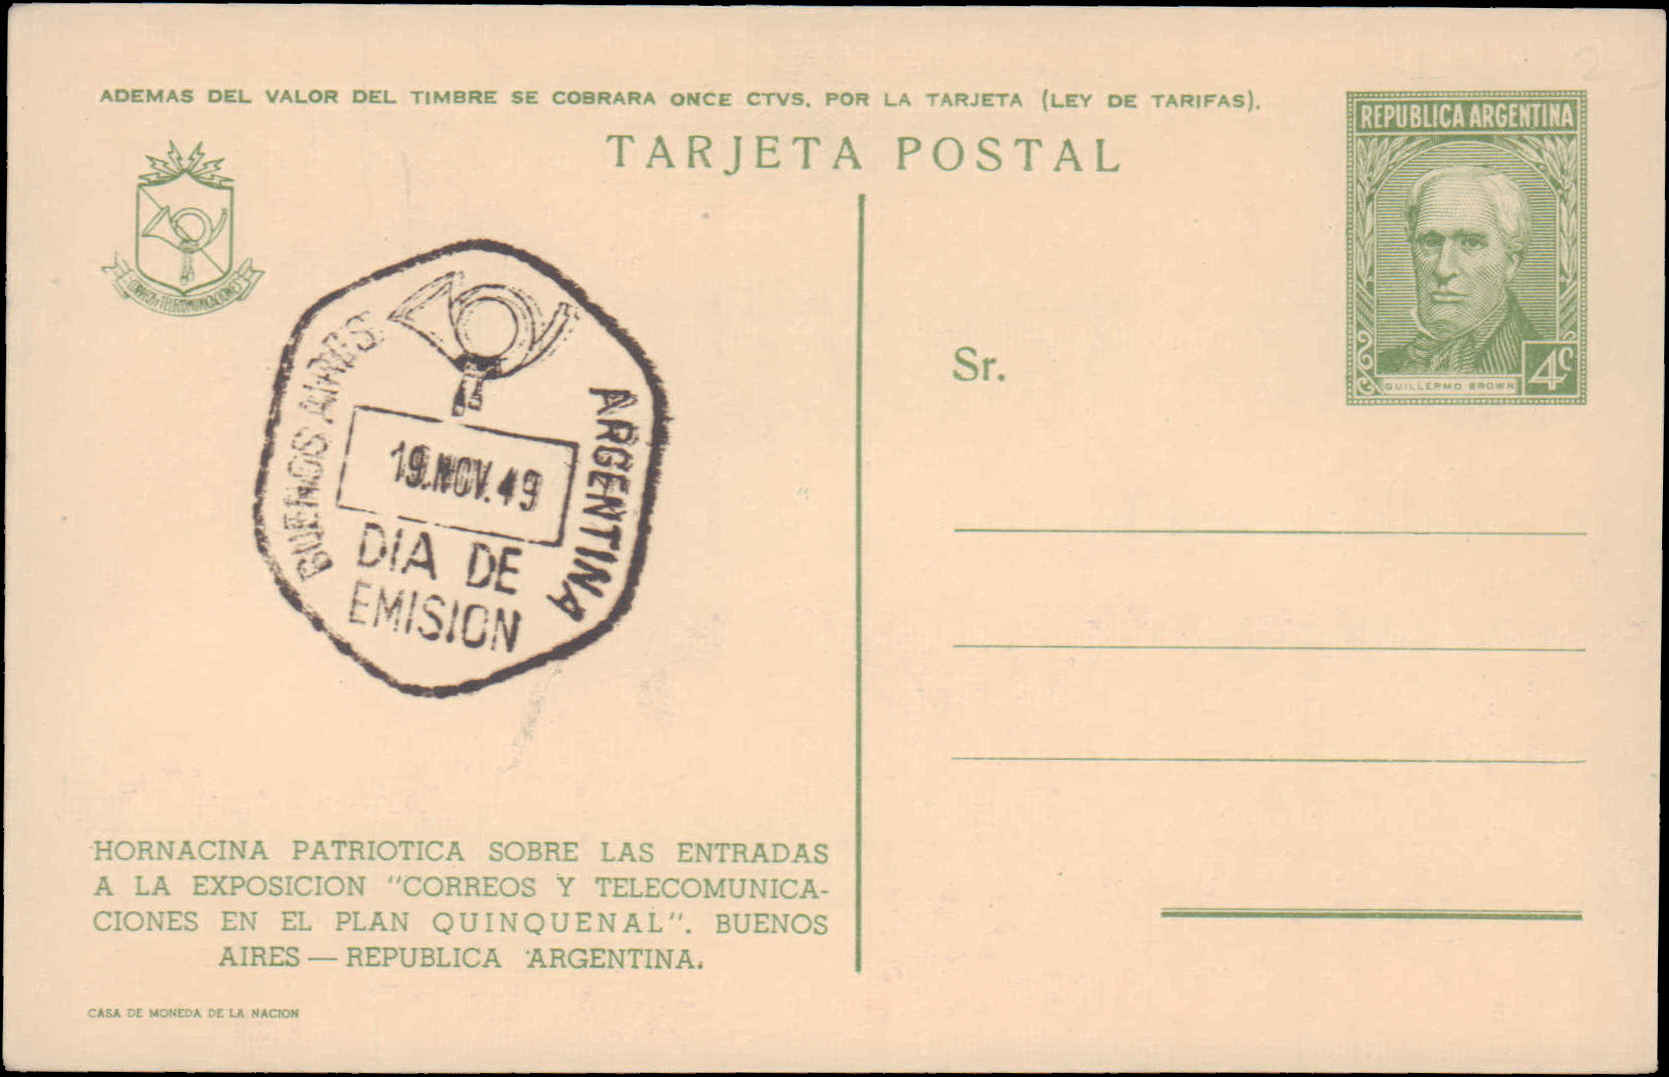 ADEMAS DEL VALOR DEL TIMBRE SE COBRARA ONCE CTVS. POR LA TARJETA (LEY DE TARIFAS).
TARJETA POSTAL
CORREOS Y TELECOMUNICACIONES
REPUBLICA ARGENTINA
GUILLERMO BROWN
4c
BUENOS AIRES
ARGENTINA
19.NOV.49
DIA DE
EMISION
Sr.
HORNACINA PATRIOTICA SOBRE LAS ENTRADAS
A LA EXPOSICION "CORREOS Y TELECOMUNICA-
CIONES EN EL PLAN QUINQUENAL". BUENOS
AIRES — REPUBLICA ARGENTINA.
CASA DE MONEDA DE LA NACION